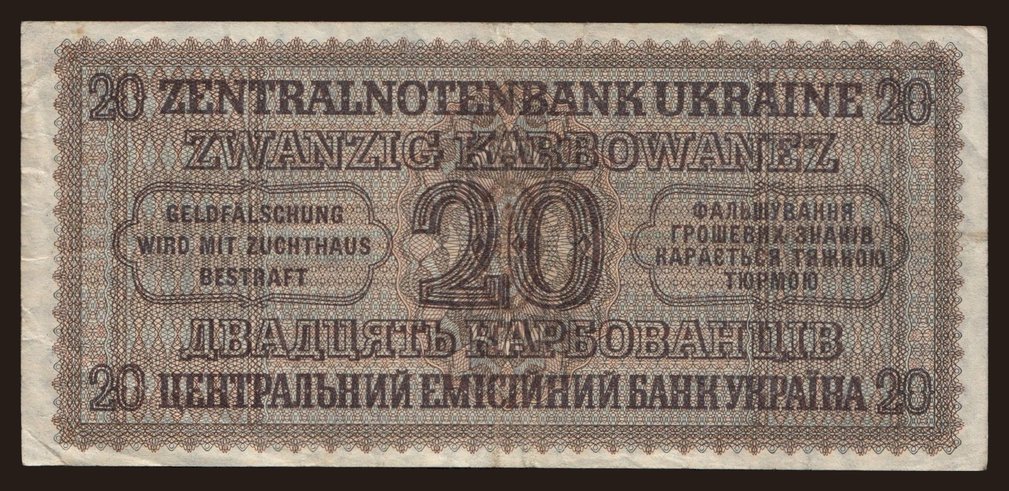 20 ZENTRALNOTENBANK UKRAINE 20
ZWANZIG KARBOWANEZ
GELDFÄLSCHUNG
WIRD MIT ZUCHTHAUS
BESTRAFT
20
ФАЛЬШУВАННЯ
ГРОШЕВИХ ЗНАКІВ
КАРАЄТЬСЯ ТЯЖКОЮ
ТЮРМОЮ
ДВАДЦЯТЬ КАРБОВАНЦІВ
20 ЦЕНТРАЛЬНИЙ ЕМІСІЙНИЙ БАНК УКРАЇНА 20